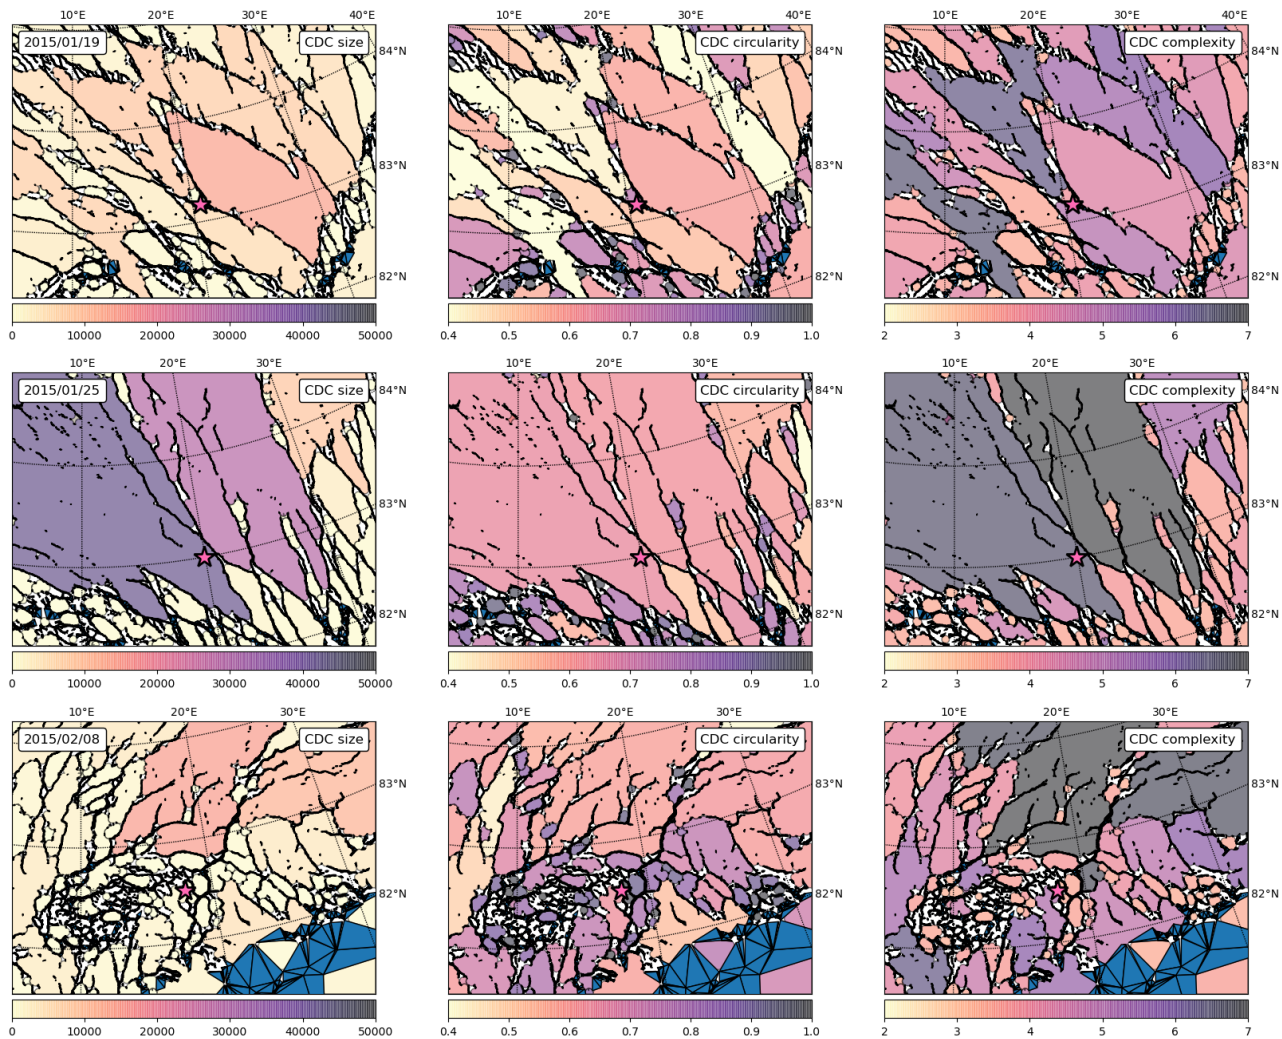 10°E 20°E 30°E 40°E 10°E 20°E 30°E 40°E 10°E 20°E 30°E 40°E
2015/01/19 CDC size 84°N CDC circularity 84°N CDC complexity 84°N
83°N 83°N 83°N
82°N 82°N 82°N
0 10000 20000 30000 40000 50000 0.4 0.5 0.6 0.7 0.8 0.9 1.0 2 3 4 5 6 7
10°E 20°E 30°E 10°E 20°E 30°E 10°E 20°E 30°E
2015/01/25 CDC size 84°N CDC circularity 84°N CDC complexity 84°N
83°N 83°N 83°N
82°N 82°N 82°N
0 10000 20000 30000 40000 50000 0.4 0.5 0.6 0.7 0.8 0.9 1.0 2 3 4 5 6 7
10°E 20°E 30°E 10°E 20°E 30°E 10°E 20°E 30°E
2015/02/08 CDC size CDC circularity CDC complexity
83°N 83°N 83°N
82°N 82°N 82°N
0 10000 20000 30000 40000 50000 0.4 0.5 0.6 0.7 0.8 0.9 1.0 2 3 4 5 6 7